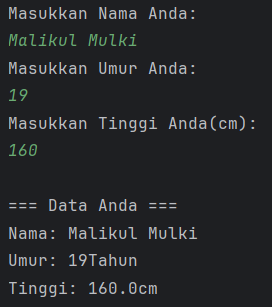 Masukkan Nama Anda:
Malikul Mulki
Masukkan Umur Anda:
19
Masukkan Tinggi Anda(cm):
160
=== Data Anda ===
Nama: Malikul Mulki
Umur: 19Tahun
Tinggi: 160.0cm